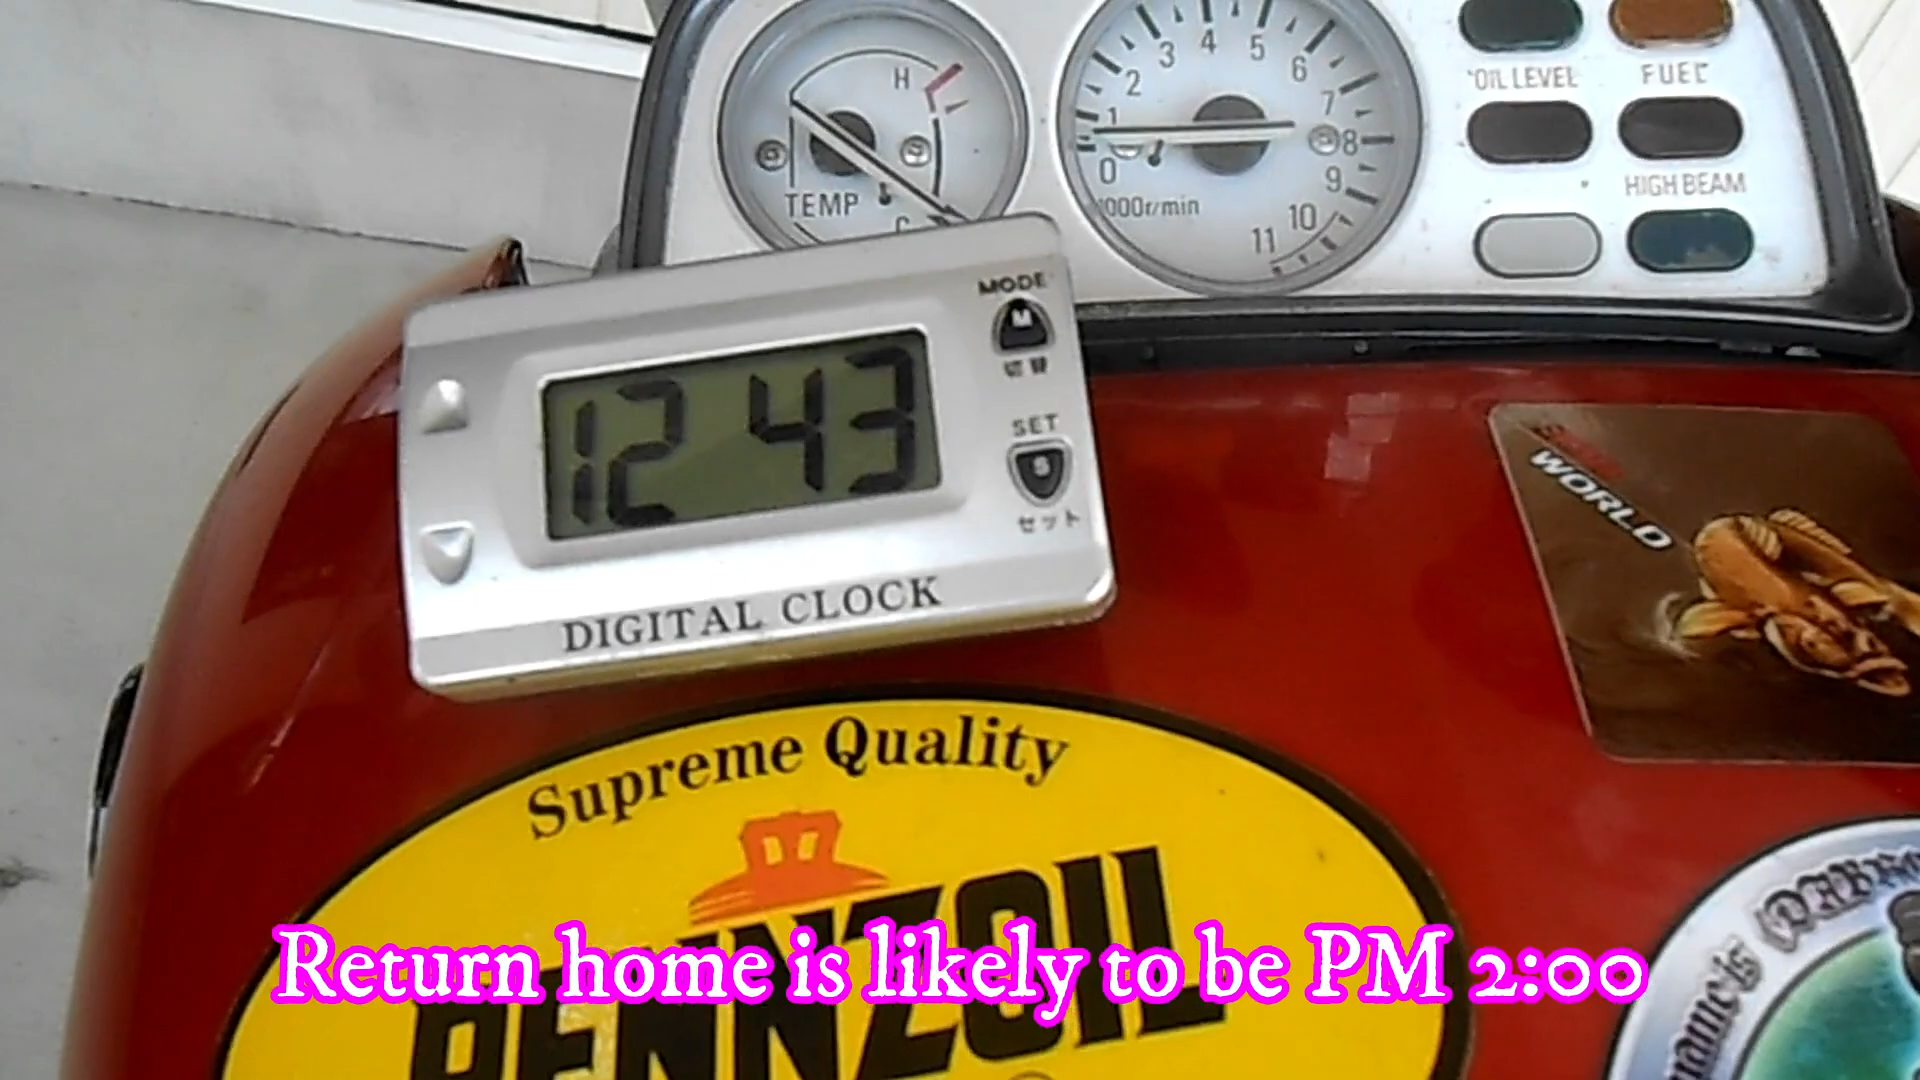 H
TEMP
C
0
1
2
3
4
5
6
7
8
9
10
11
1000r/min
OIL LEVEL
FUEL
HIGH BEAM
MODE
M
切替
SET
S
セット
12 43
DIGITAL CLOCK
WORLD
Supreme Quality
PENNZOIL
Return home is likely to be PM 2:00